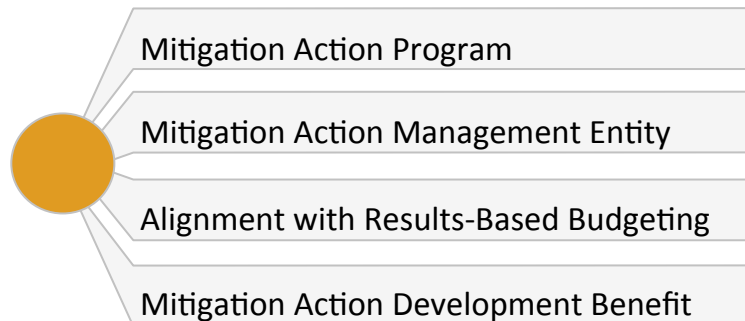 Mitigation Action Program
Mitigation Action Management Entity
Alignment with Results-Based Budgeting
Mitigation Action Development Benefit